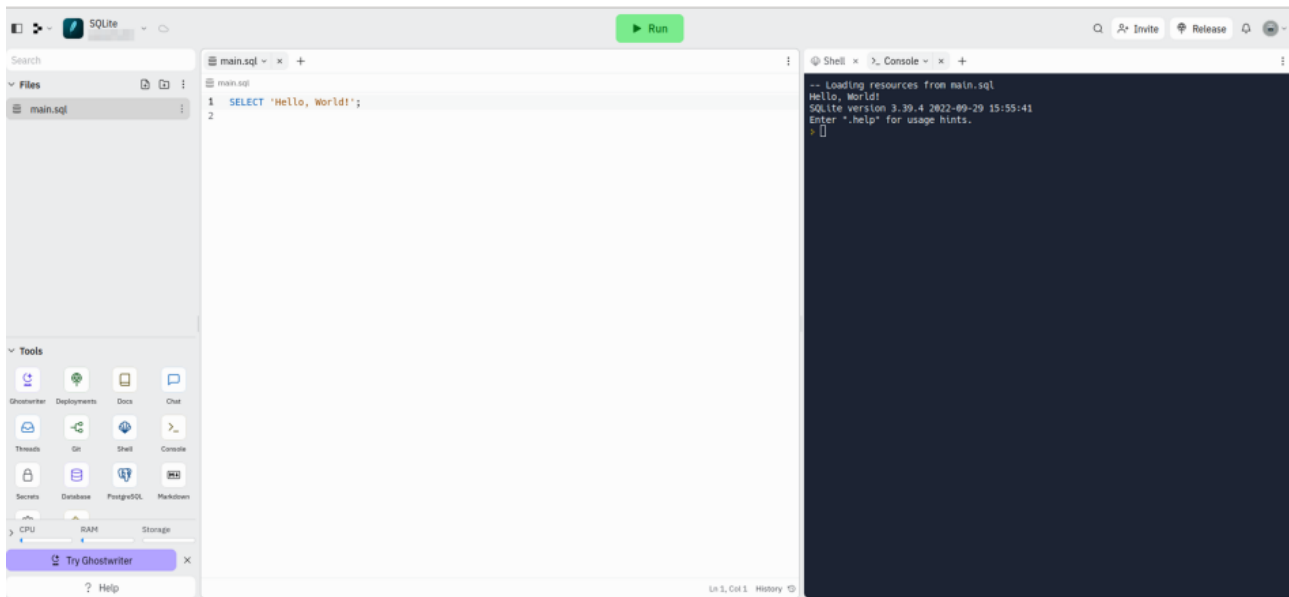 SQLite
Run
Invite
Release
Search
Files
main.sql
main.sql
main.sql
1 SELECT 'Hello, World!';
2
Shell
>_ Console
-- Loading resources from main.sql
Hello, World!
SQLite version 3.39.4 2022-09-29 15:55:41
Enter ".help" for usage hints.
>
Tools
Ghostwriter Deployments Docs Chat
Threads Git Shell Console
Secrets Database PostgreSQL Markdown
CPU RAM Storage
Try Ghostwriter
? Help
Ln 1, Col 1 History